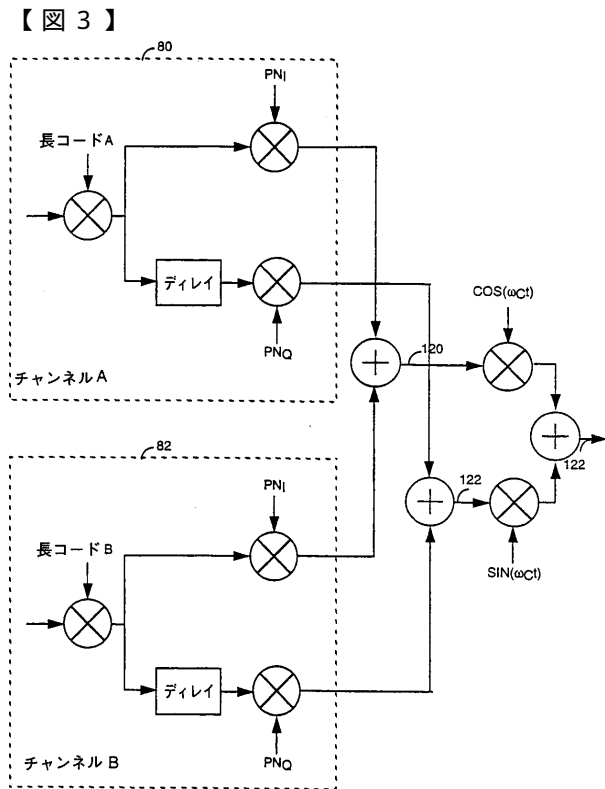 【図3】
80
PNI
長コードA
ディレイ
PNQ
チャンネルA
COS(ωCt)
120
82
PNI
長コードB
122
122
SIN(ωCt)
ディレイ
PNQ
チャンネルB